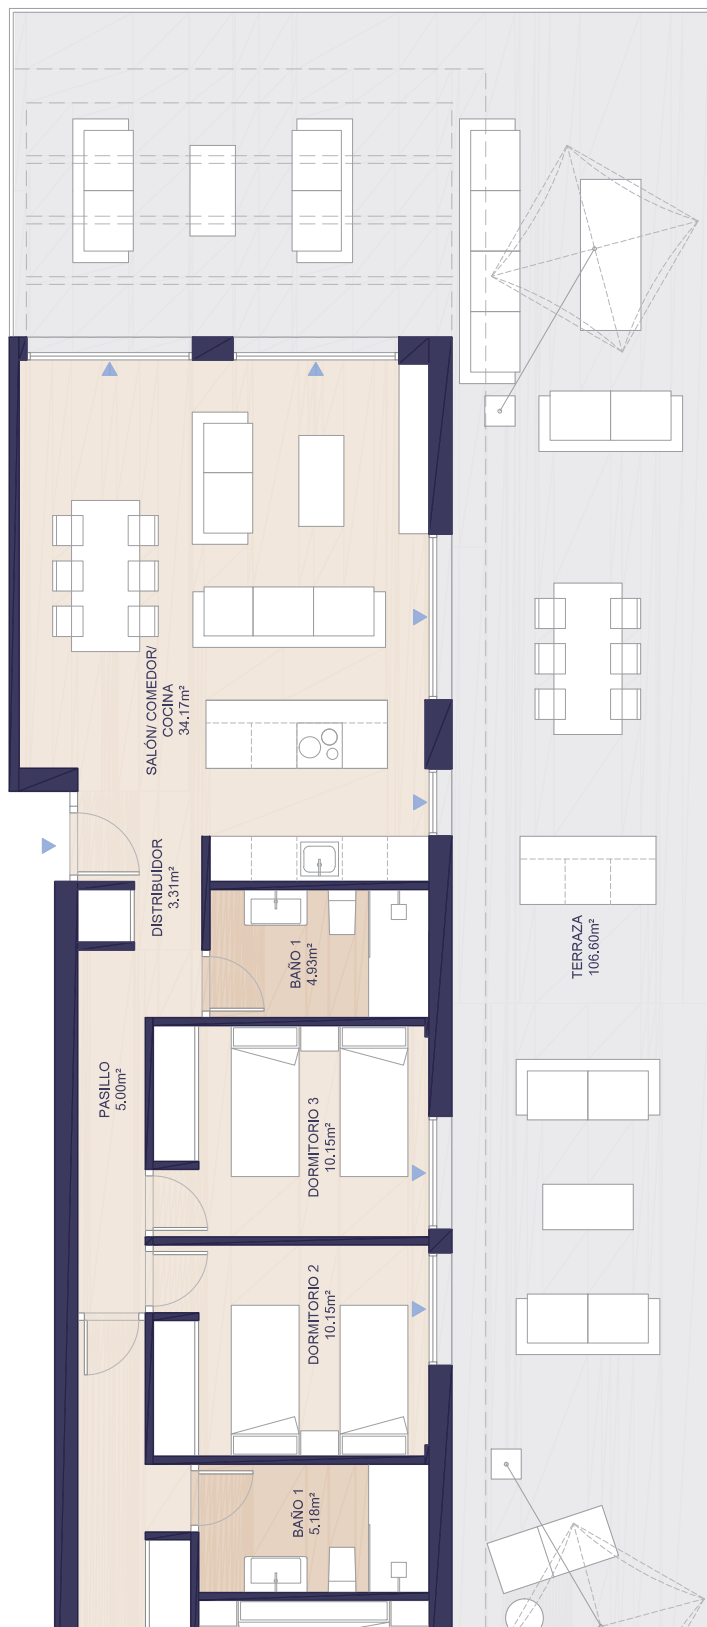 SALÓN/ COMEDOR/
COCINA
34.17m²
DISTRIBUIDOR
3.31m²
BAÑO 1
4.93m²
TERRAZA
106.60m²
PASILLO
5.00m²
DORMITORIO 3
10.15m²
DORMITORIO 2
10.15m²
BAÑO 1
5.18m²